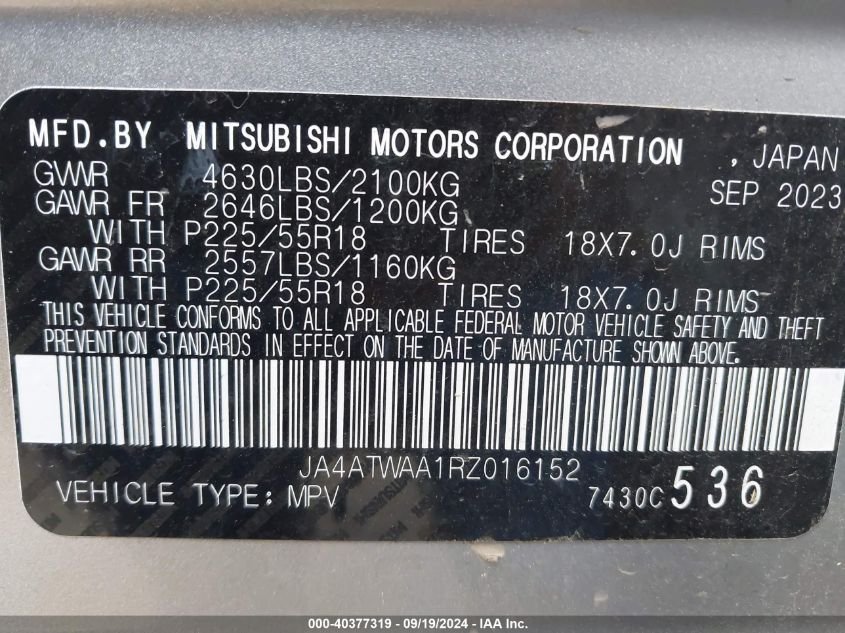 MFD.BY MITSUBISHI MOTORS CORPORATION , JAPAN
GVWR 4630LBS/2100KG SEP 2023
GAWR FR 2646LBS/1200KG
WITH P225/55R18 TIRES 18X7.0J RIMS
GAWR RR 2557LBS/1160KG
WITH P225/55R18 TIRES 18X7.0J RIMS
THIS VEHICLE CONFORMS TO ALL APPLICABLE FEDERAL MOTOR VEHICLE SAFETY AND THEFT
PREVENTION STANDARDS IN EFFECT ON THE DATE OF MANUFACTURE SHOWN ABOVE.
JA4ATWAA1RZ016152
VEHICLE TYPE: MPV 7430C 536
000-40377319 - 09/19/2024 - IAA Inc.